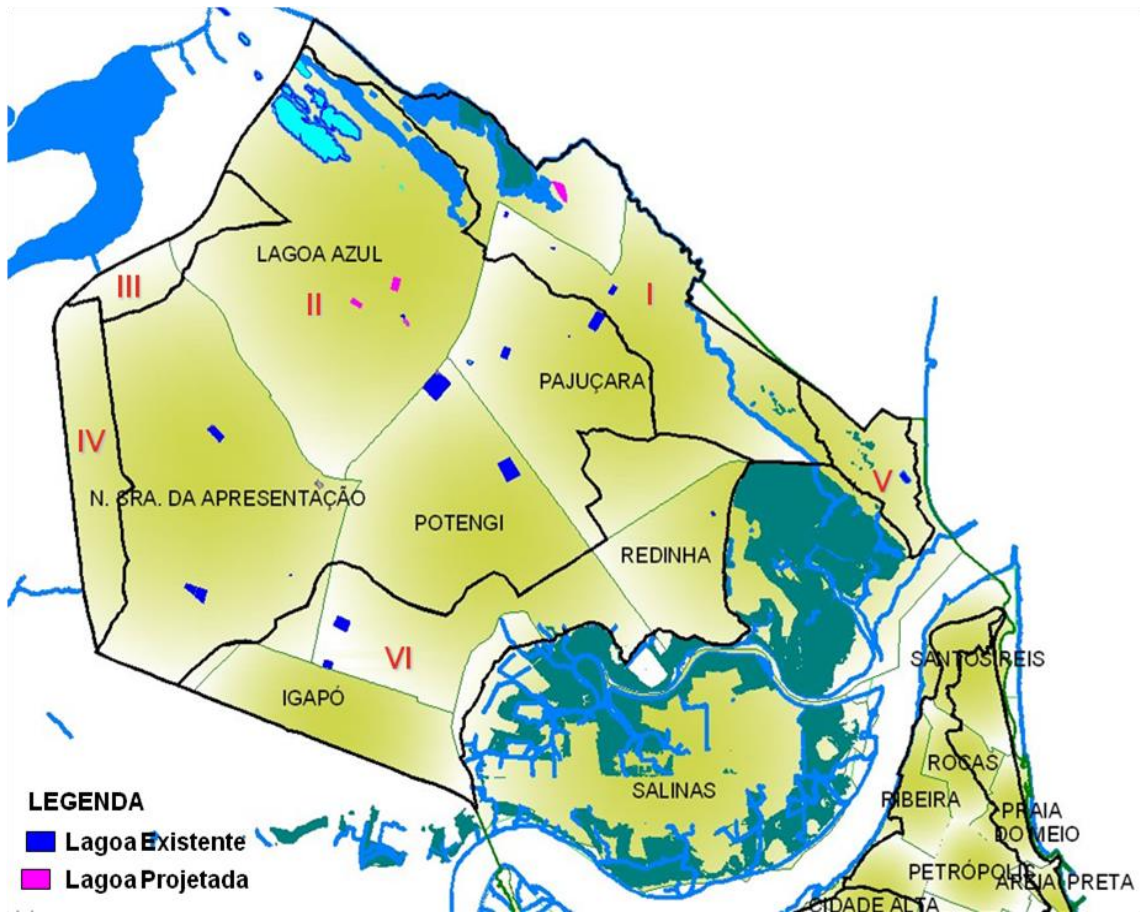 LAGOA AZUL
III
II
I
PAJUÇARA
IV
N. SRA. DA APRESENTAÇÃO
V
POTENGI
REDINHA
VI
SANTOS REIS
IGAPÓ
ROCAS
SALINAS
RIBEIRA
LEGENDA
PRAIA
DO MEIO
Lagoa Existente
PETRÓPOLIS
Lagoa Projetada
AREIA PRETA
CIDADE ALTA